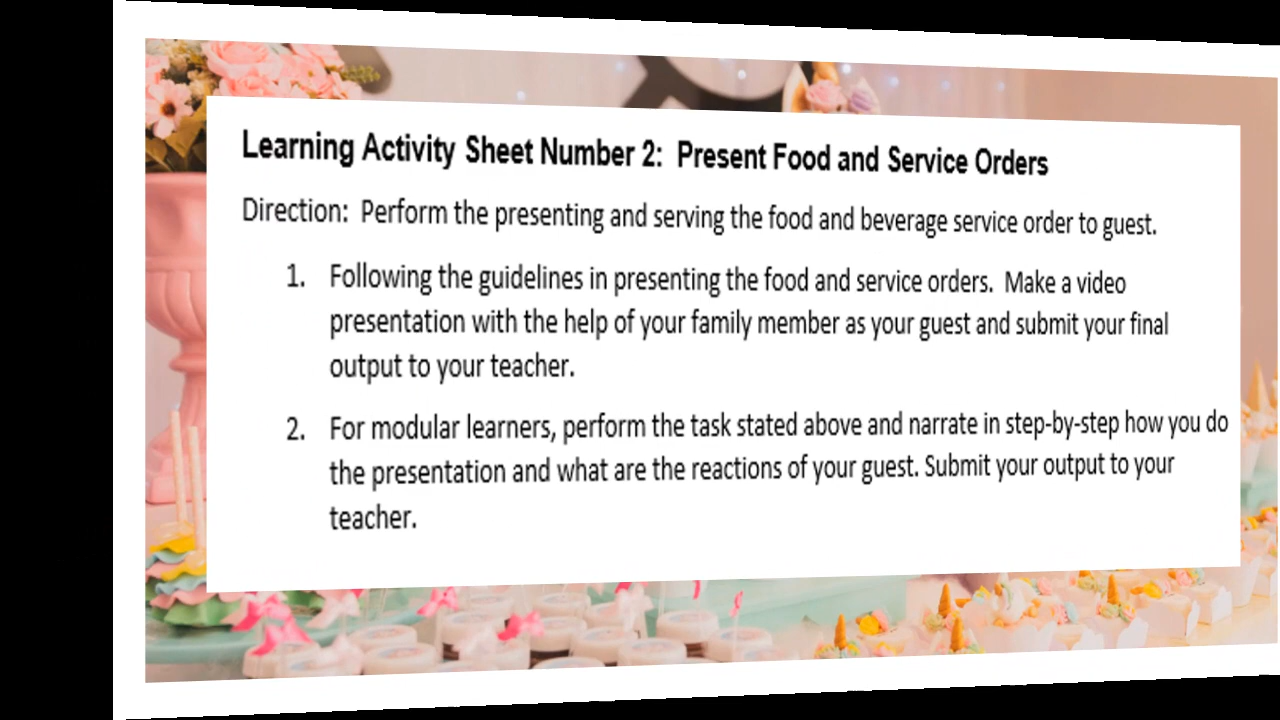 Learning Activity Sheet Number 2: Present Food and Service Orders
Direction: Perform the presenting and serving the food and beverage service order to guest.
1. Following the guidelines in presenting the food and service orders. Make a video
presentation with the help of your family member as your guest and submit your final
output to your teacher.
2. For modular learners, perform the task stated above and narrate in step-by-step how you do
the presentation and what are the reactions of your guest. Submit your output to your
teacher.